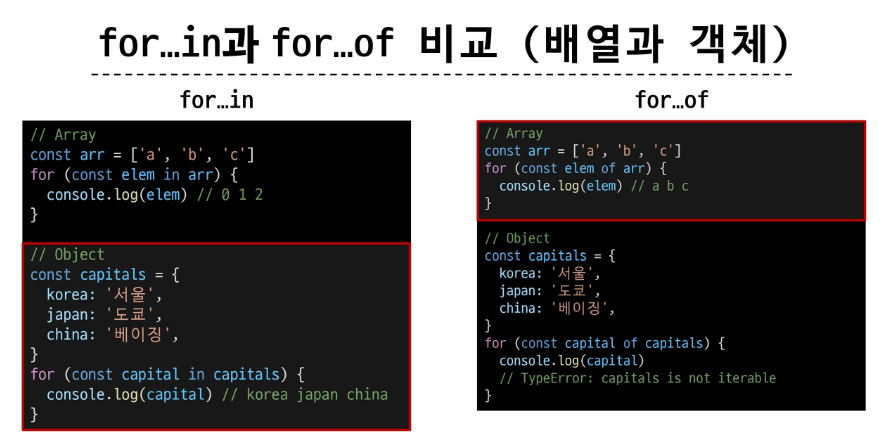 for…in과 for…of 비교 (배열과 객체)
for…in
// Array
const arr = ['a', 'b', 'c']
for (const elem in arr) {
  console.log(elem) // 0 1 2
}
// Object
const capitals = {
  korea: '서울',
  japan: '도쿄',
  china: '베이징',
}
for (const capital in capitals) {
  console.log(capital) // korea japan china
}
for…of
// Array
const arr = ['a', 'b', 'c']
for (const elem of arr) {
  console.log(elem) // a b c
}
// Object
const capitals = {
  korea: '서울',
  japan: '도쿄',
  china: '베이징',
}
for (const capital of capitals) {
  console.log(capital)
  // TypeError: capitals is not iterable
}